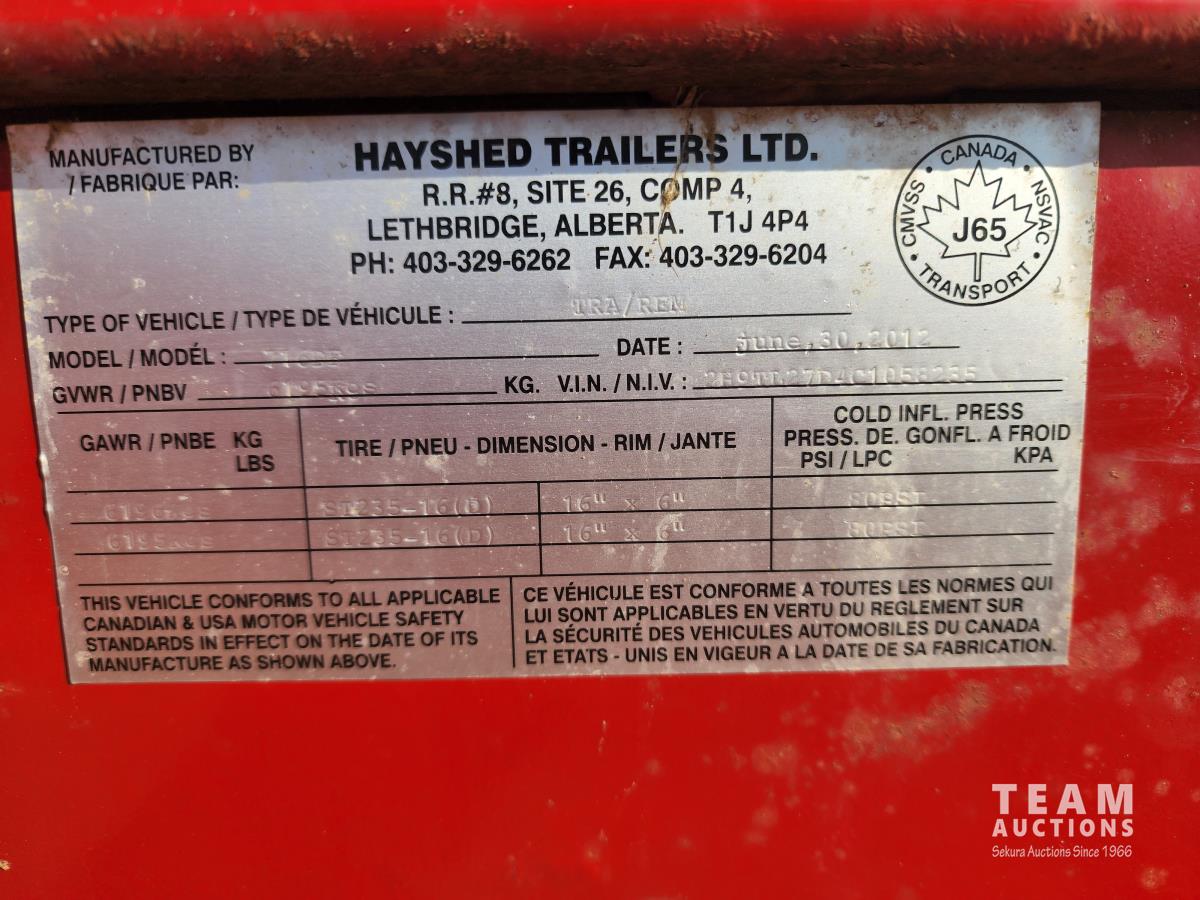 MANUFACTURED BY
/ FABRIQUE PAR:
HAYSHED TRAILERS LTD.
R.R.#8, SITE 26, COMP 4,
LETHBRIDGE, ALBERTA. T1J 4P4
PH: 403-329-6262 FAX: 403-329-6204
CANADA
CMVSS
NSVAC
J65
TRANSPORT
TYPE OF VEHICLE / TYPE DE VÉHICULE : TRA/REM
MODEL / MODÉL : DATE : june,30,2012
GVWR / PNBV 6195KGS KG. V.I.N. / N.I.V. :
GAWR / PNBE KG
LBS
TIRE / PNEU - DIMENSION - RIM / JANTE
COLD INFL. PRESS
PRESS. DE. GONFL. A FROID
PSI / LPC KPA
ST235-16(D) 16" x 6"
6195KGS ST235-16(D) 16" x 6"
THIS VEHICLE CONFORMS TO ALL APPLICABLE
CANADIAN & USA MOTOR VEHICLE SAFETY
STANDARDS IN EFFECT ON THE DATE OF ITS
MANUFACTURE AS SHOWN ABOVE.
CE VÉHICULE EST CONFORME A TOUTES LES NORMES QUI
LUI SONT APPLICABLES EN VERTU DU REGLEMENT SUR
LA SÉCURITÉ DES VEHICULES AUTOMOBILES DU CANADA
ET ETATS - UNIS EN VIGEUR A LA DATE DE SA FABRICATION.
TEAM
AUCTIONS
Sekura Auctions Since 1966